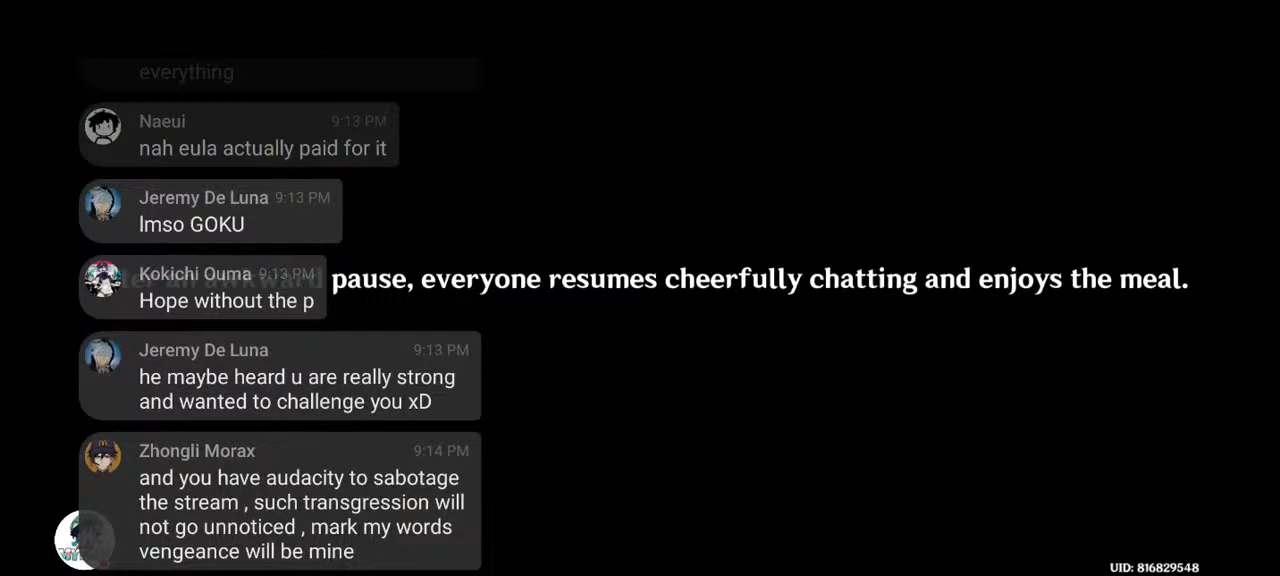 everything
Naeui 9:13 PM
nah eula actually paid for it
Jeremy De Luna 9:13 PM
lmso GOKU
Kokichi Ouma 9:13 PM
Hope without the p
pause, everyone resumes cheerfully chatting and enjoys the meal.
Jeremy De Luna 9:13 PM
he maybe heard u are really strong
and wanted to challenge you xD
Zhongli Morax 9:14 PM
and you have audacity to sabotage
the stream , such transgression will
not go unnoticed , mark my words
vengeance will be mine
UID: 816829548